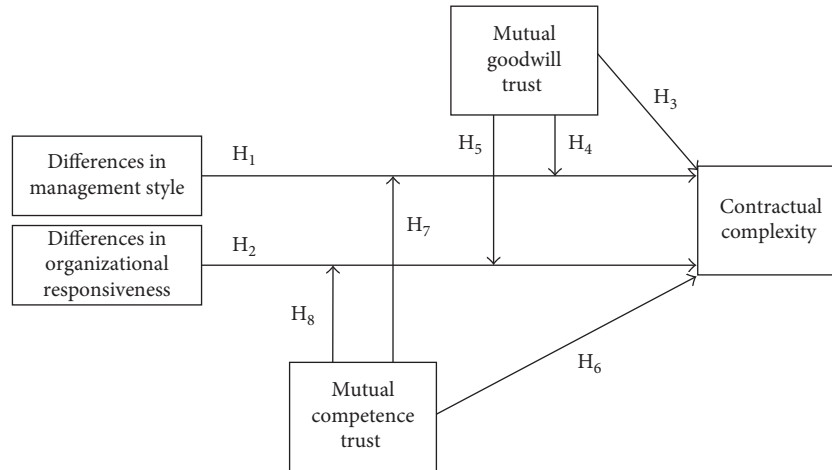 Mutual
goodwill
trust
H₃
H₁
H₅
H₄
Differences in
management style
Contractual
complexity
H₇
Differences in
organizational
responsiveness
H₂
H₈
H₆
Mutual
competence
trust